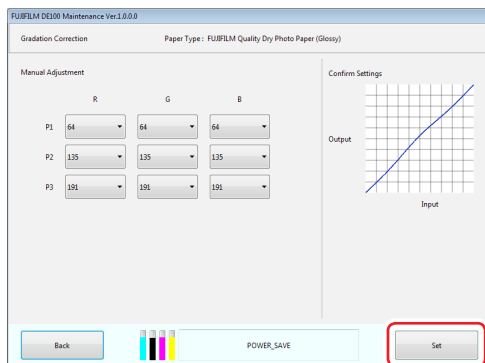 FUJIFILM DE100 Maintenance Ver.1.0.0.0
Gradation Correction Paper Type : FUJIFILM Quality Dry Photo Paper (Glossy)
Manual Adjustment Confirm Settings
R G B
P1 64 64 64
Output
P2 135 135 135
P3 191 191 191
Input
Back POWER_SAVE Set